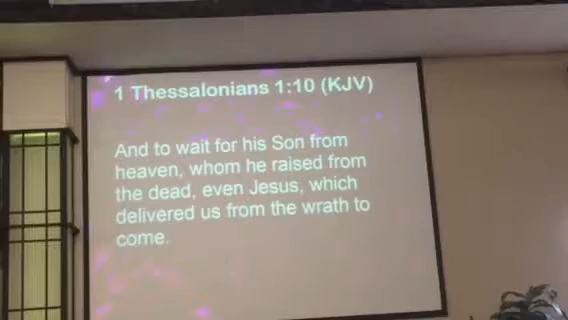 1 Thessalonians 1:10 (KJV)
And to wait for his Son from
heaven, whom he raised from
the dead, even Jesus, which
delivered us from the wrath to
come.